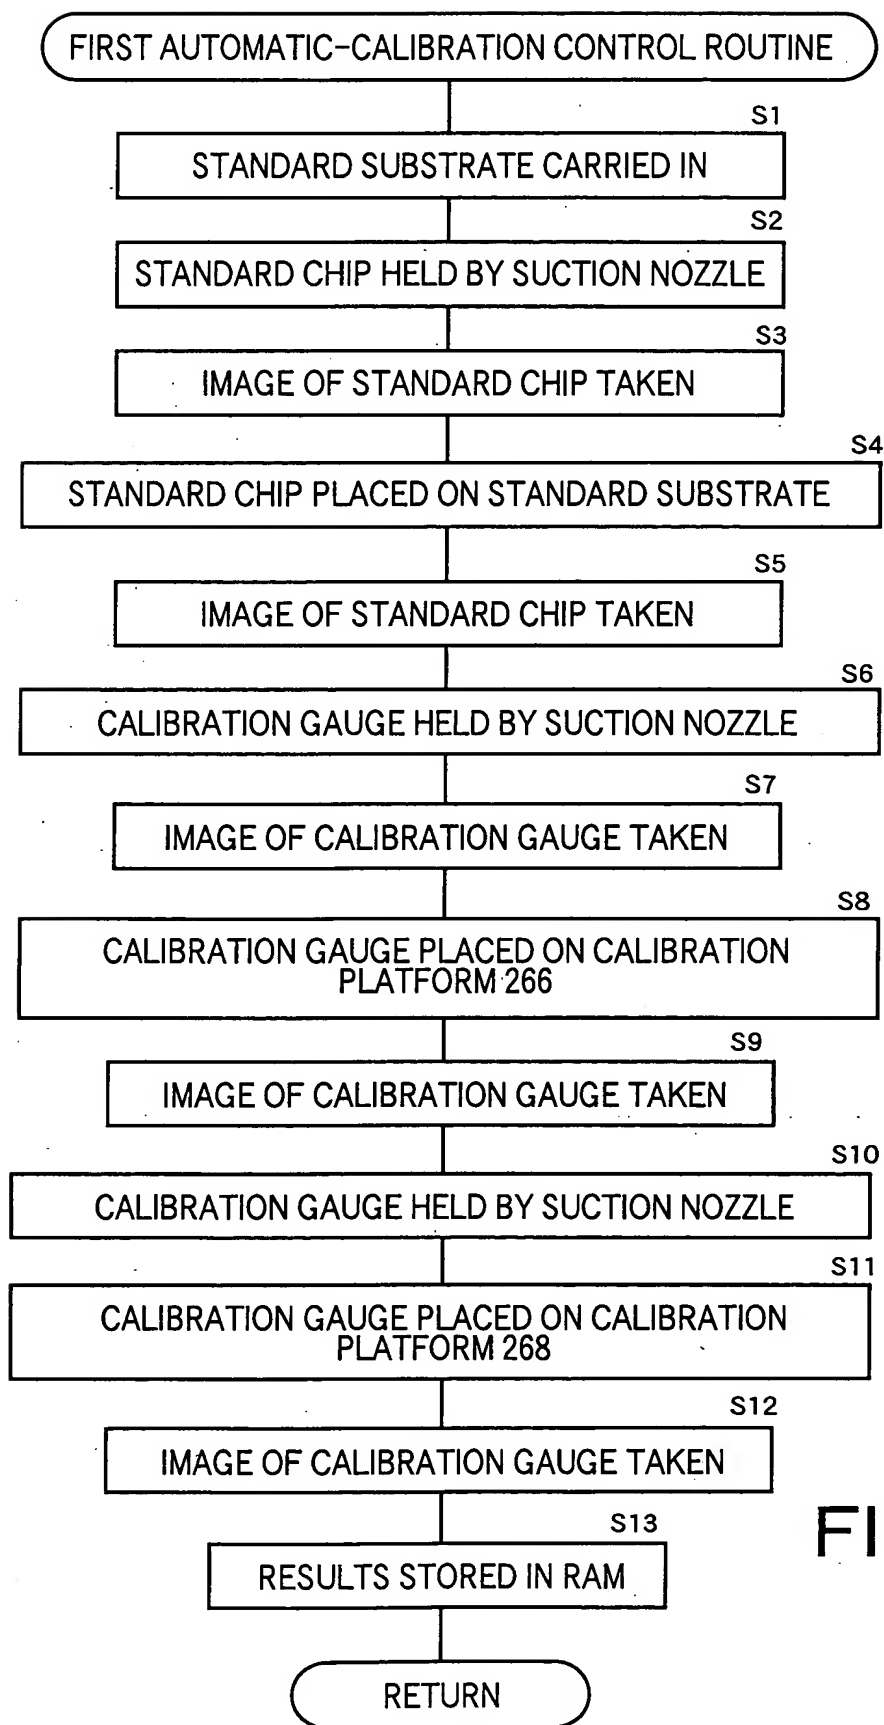 FIRST AUTOMATIC-CALIBRATION CONTROL ROUTINE
S1
STANDARD SUBSTRATE CARRIED IN
S2
STANDARD CHIP HELD BY SUCTION NOZZLE
S3
IMAGE OF STANDARD CHIP TAKEN
S4
STANDARD CHIP PLACED ON STANDARD SUBSTRATE
S5
IMAGE OF STANDARD CHIP TAKEN
S6
CALIBRATION GAUGE HELD BY SUCTION NOZZLE
S7
IMAGE OF CALIBRATION GAUGE TAKEN
S8
CALIBRATION GAUGE PLACED ON CALIBRATION
PLATFORM 266
S9
IMAGE OF CALIBRATION GAUGE TAKEN
S10
CALIBRATION GAUGE HELD BY SUCTION NOZZLE
S11
CALIBRATION GAUGE PLACED ON CALIBRATION
PLATFORM 268
S12
IMAGE OF CALIBRATION GAUGE TAKEN
S13
RESULTS STORED IN RAM
FI
RETURN